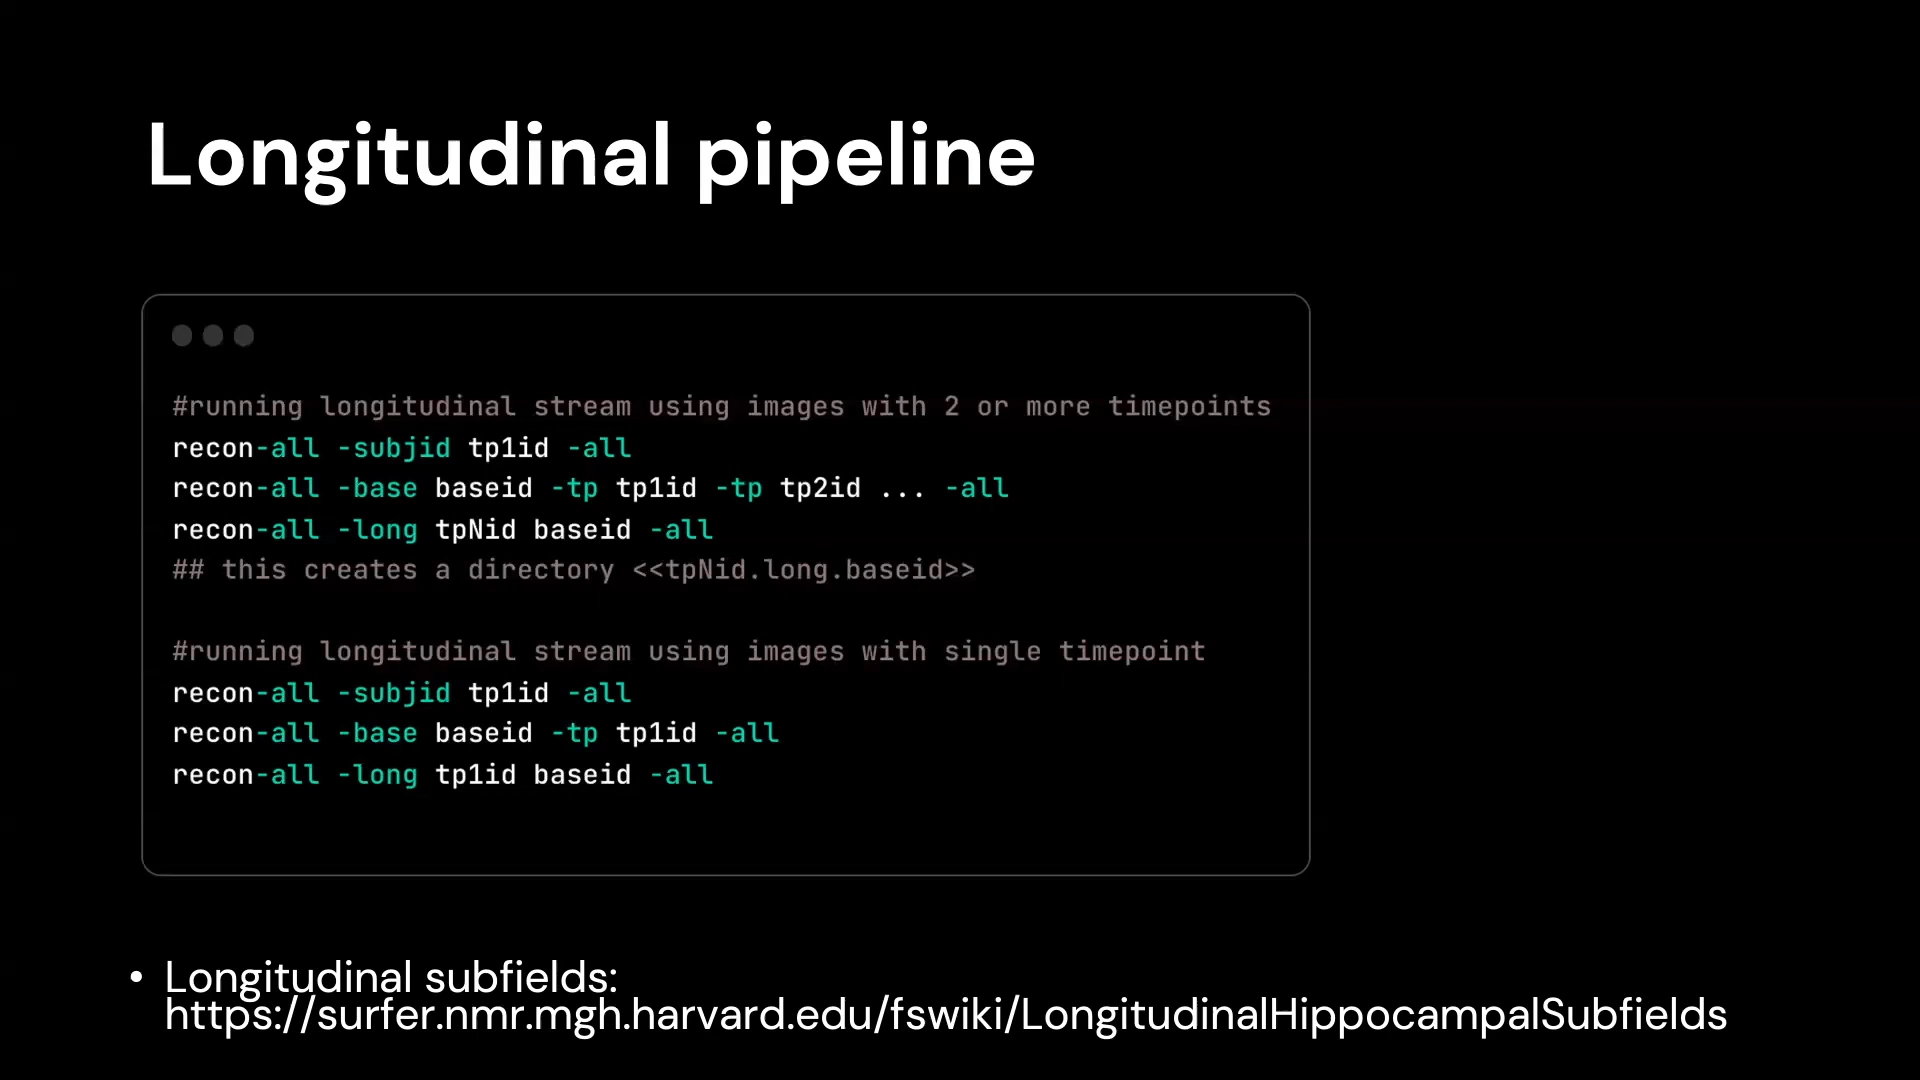 Longitudinal pipeline
#running longitudinal stream using images with 2 or more timepoints
recon-all -subjid tp1id -all
recon-all -base baseid -tp tp1id -tp tp2id ... -all
recon-all -long tpNid baseid -all
## this creates a directory <<tpNid.long.baseid>>
#running longitudinal stream using images with single timepoint
recon-all -subjid tp1id -all
recon-all -base baseid -tp tp1id -all
recon-all -long tp1id baseid -all
• Longitudinal subfields:
https://surfer.nmr.mgh.harvard.edu/fswiki/LongitudinalHippocampalSubfields